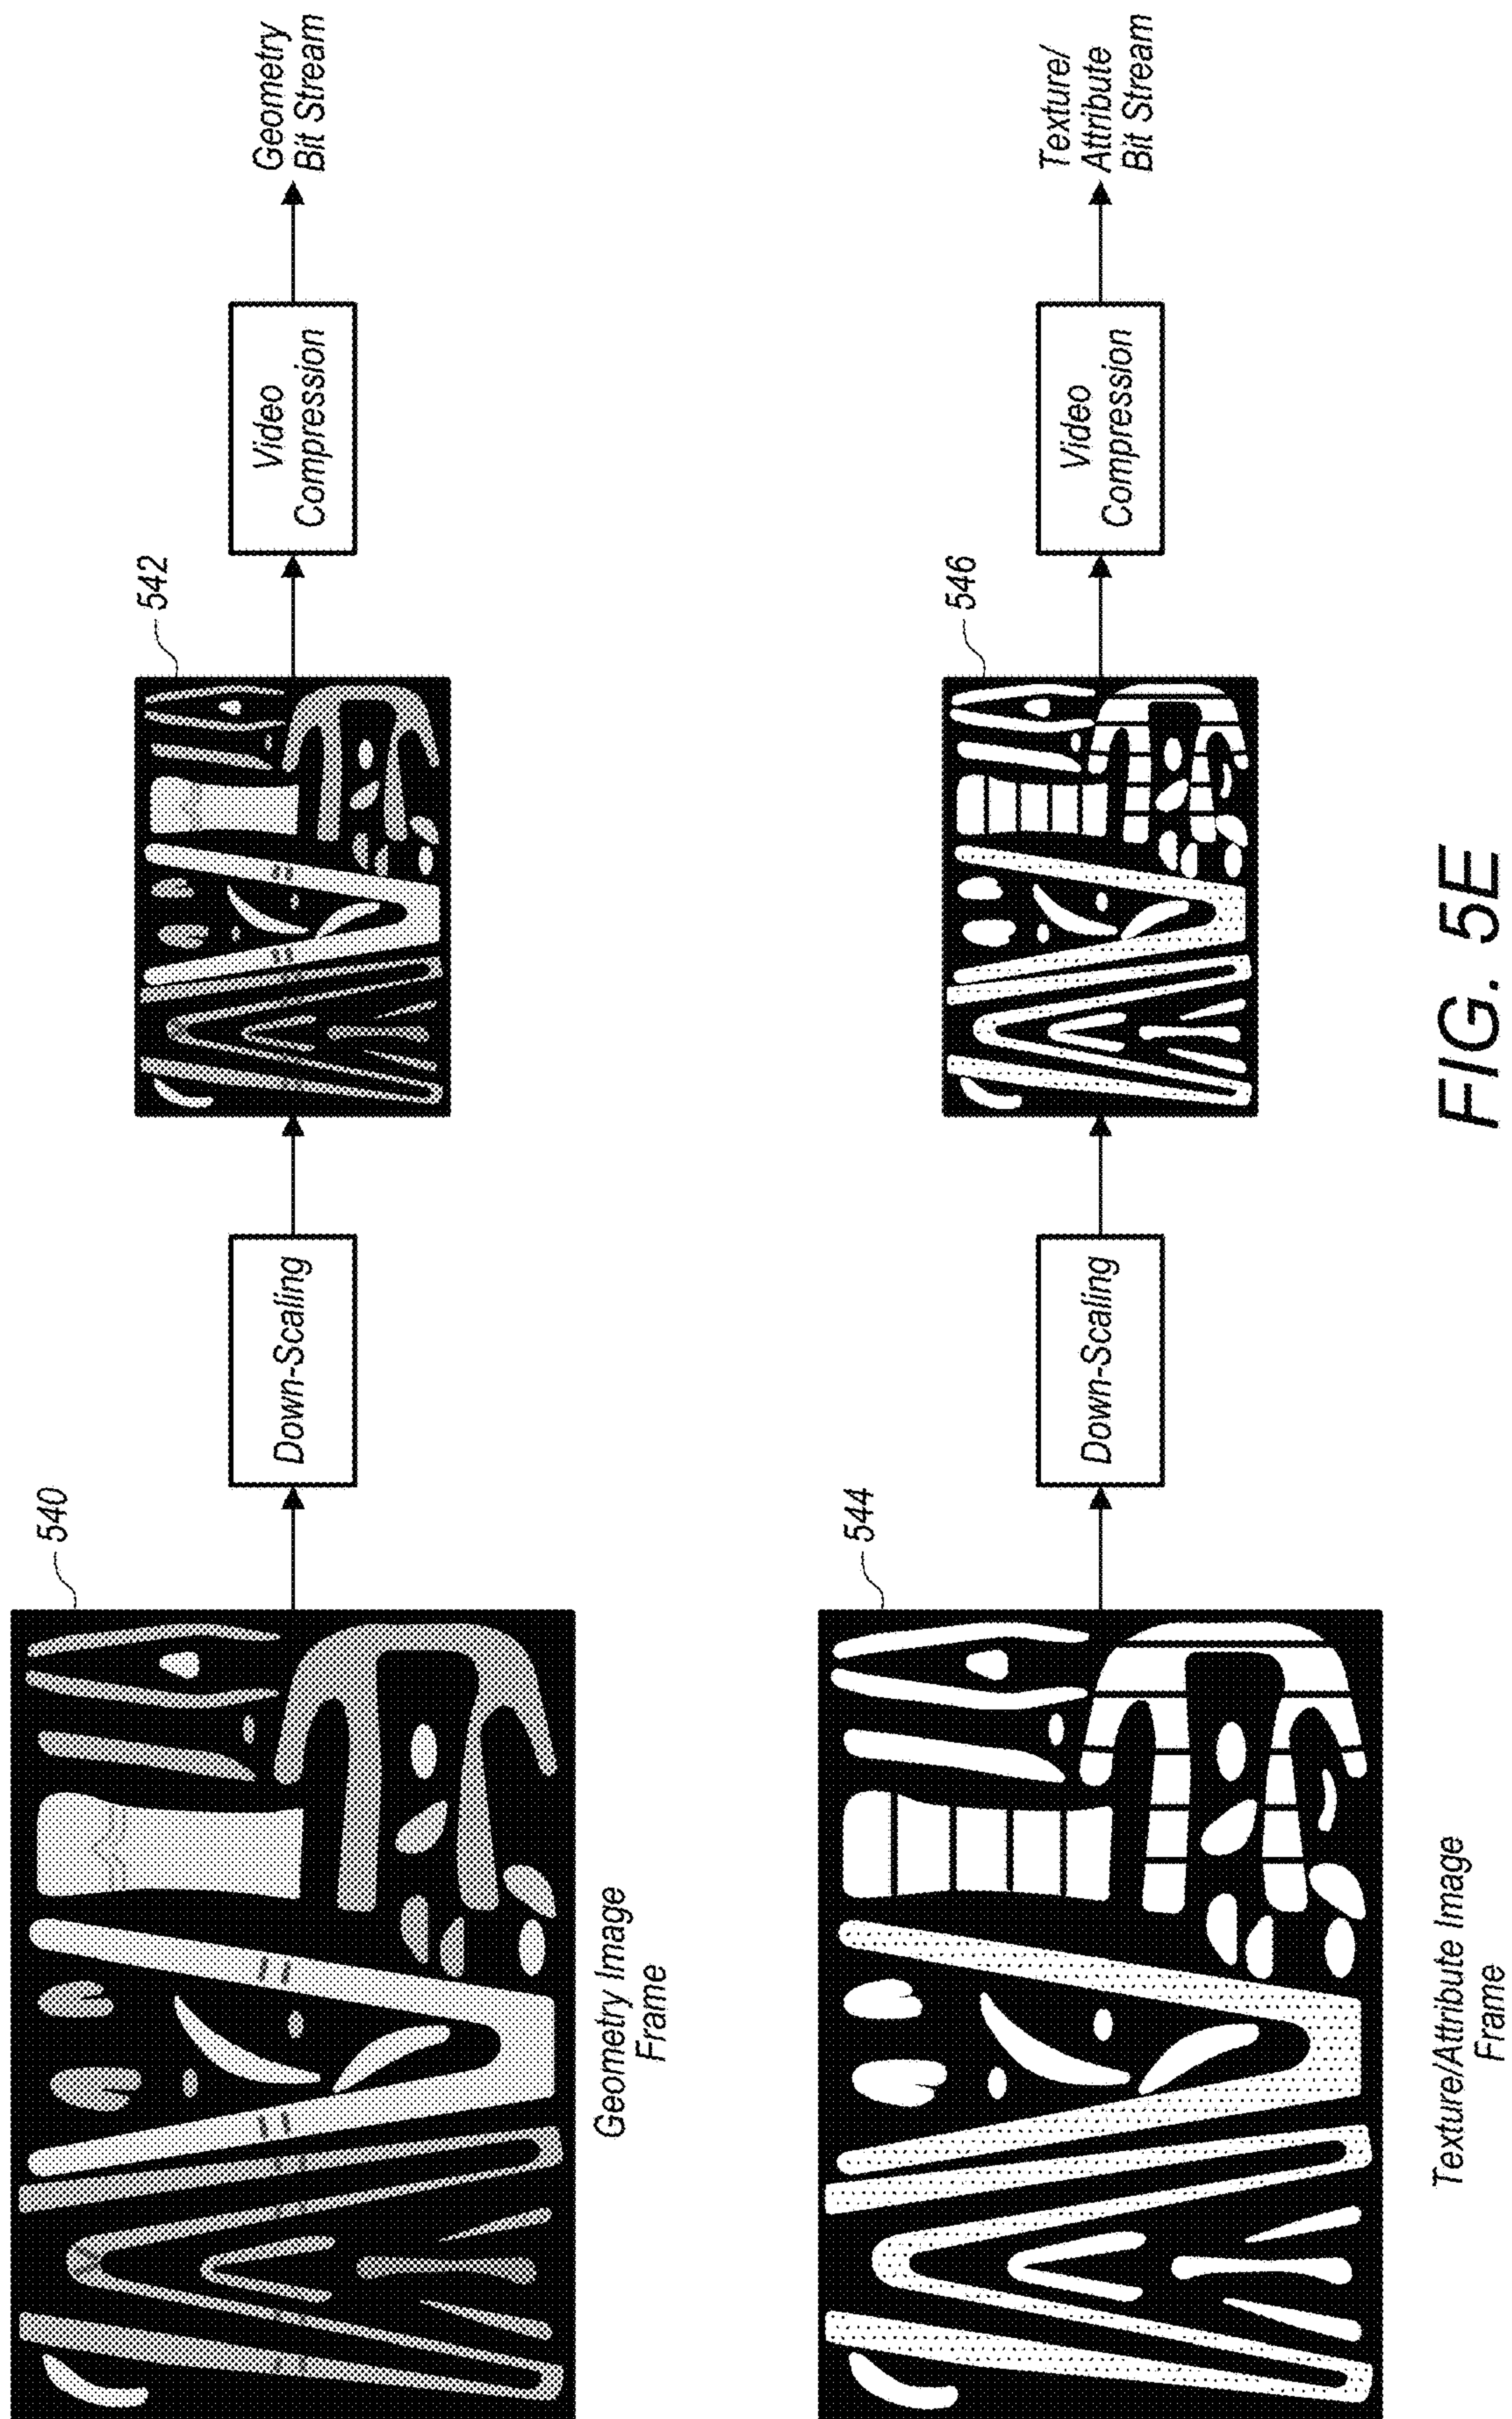 540
Geometry Image
Frame
Down-Scaling
542
Video
Compression
Geometry
Bit Stream
544
Texture/Attribute Image
Frame
Down-Scaling
546
Video
Compression
Texture/
Attribute
Bit Stream
FIG. 5E